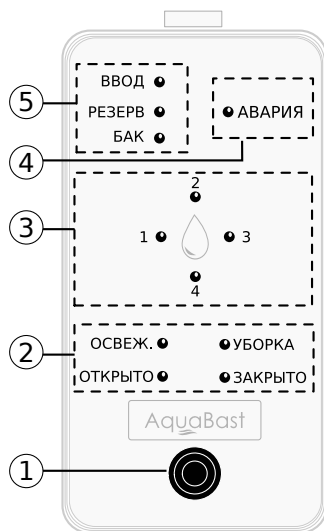 ВВОД
РЕЗЕРВ
БАК
АВАРИЯ
5
4
3
2
1
3
4
2
ОСВЕЖ. УБОРКА
ОТКРЫТО ЗАКРЫТО
AquaBast
1